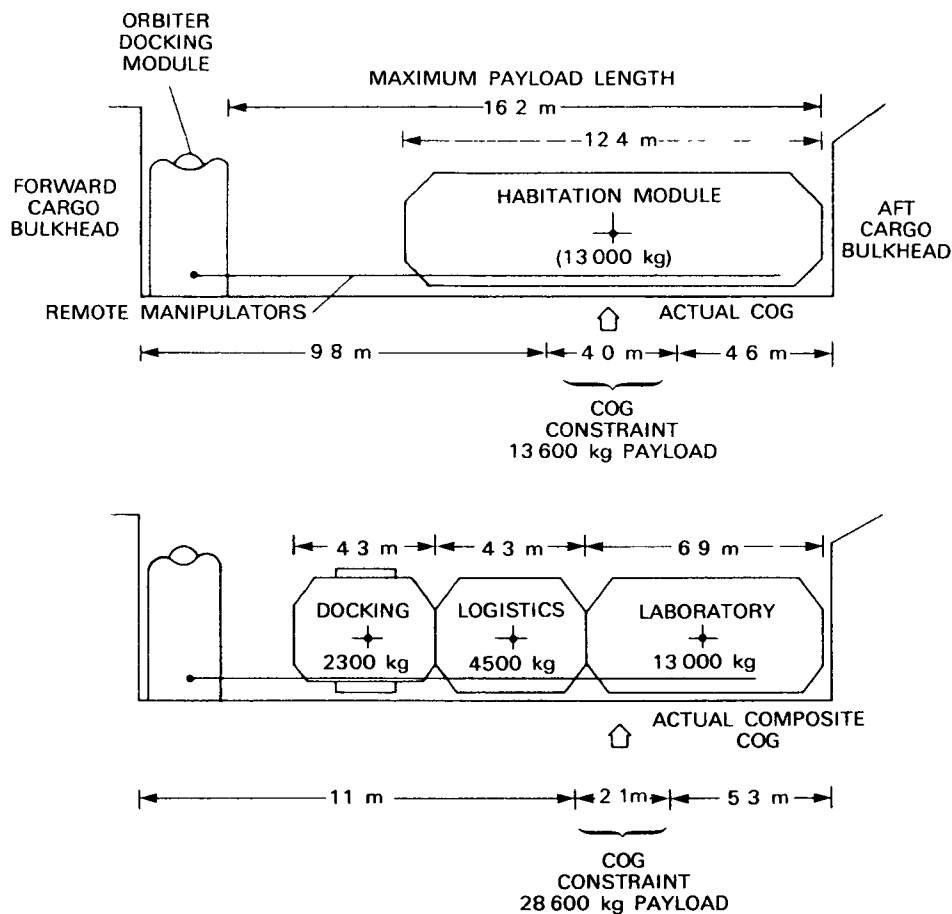 ORBITER
DOCKING
MODULE
MAXIMUM PAYLOAD LENGTH
16 2 m
12 4 m
FORWARD
CARGO
BULKHEAD
HABITATION MODULE
(13 000 kg)
AFT
CARGO
BULKHEAD
REMOTE MANIPULATORS
ACTUAL COG
9 8 m
4 0 m
4 6 m
COG
CONSTRAINT
13 600 kg PAYLOAD
4 3 m
4 3 m
6 9 m
DOCKING
2300 kg
LOGISTICS
4500 kg
LABORATORY
13 000 kg
ACTUAL COMPOSITE
COG
11 m
2 1m
5 3 m
COG
CONSTRAINT
28 600 kg PAYLOAD